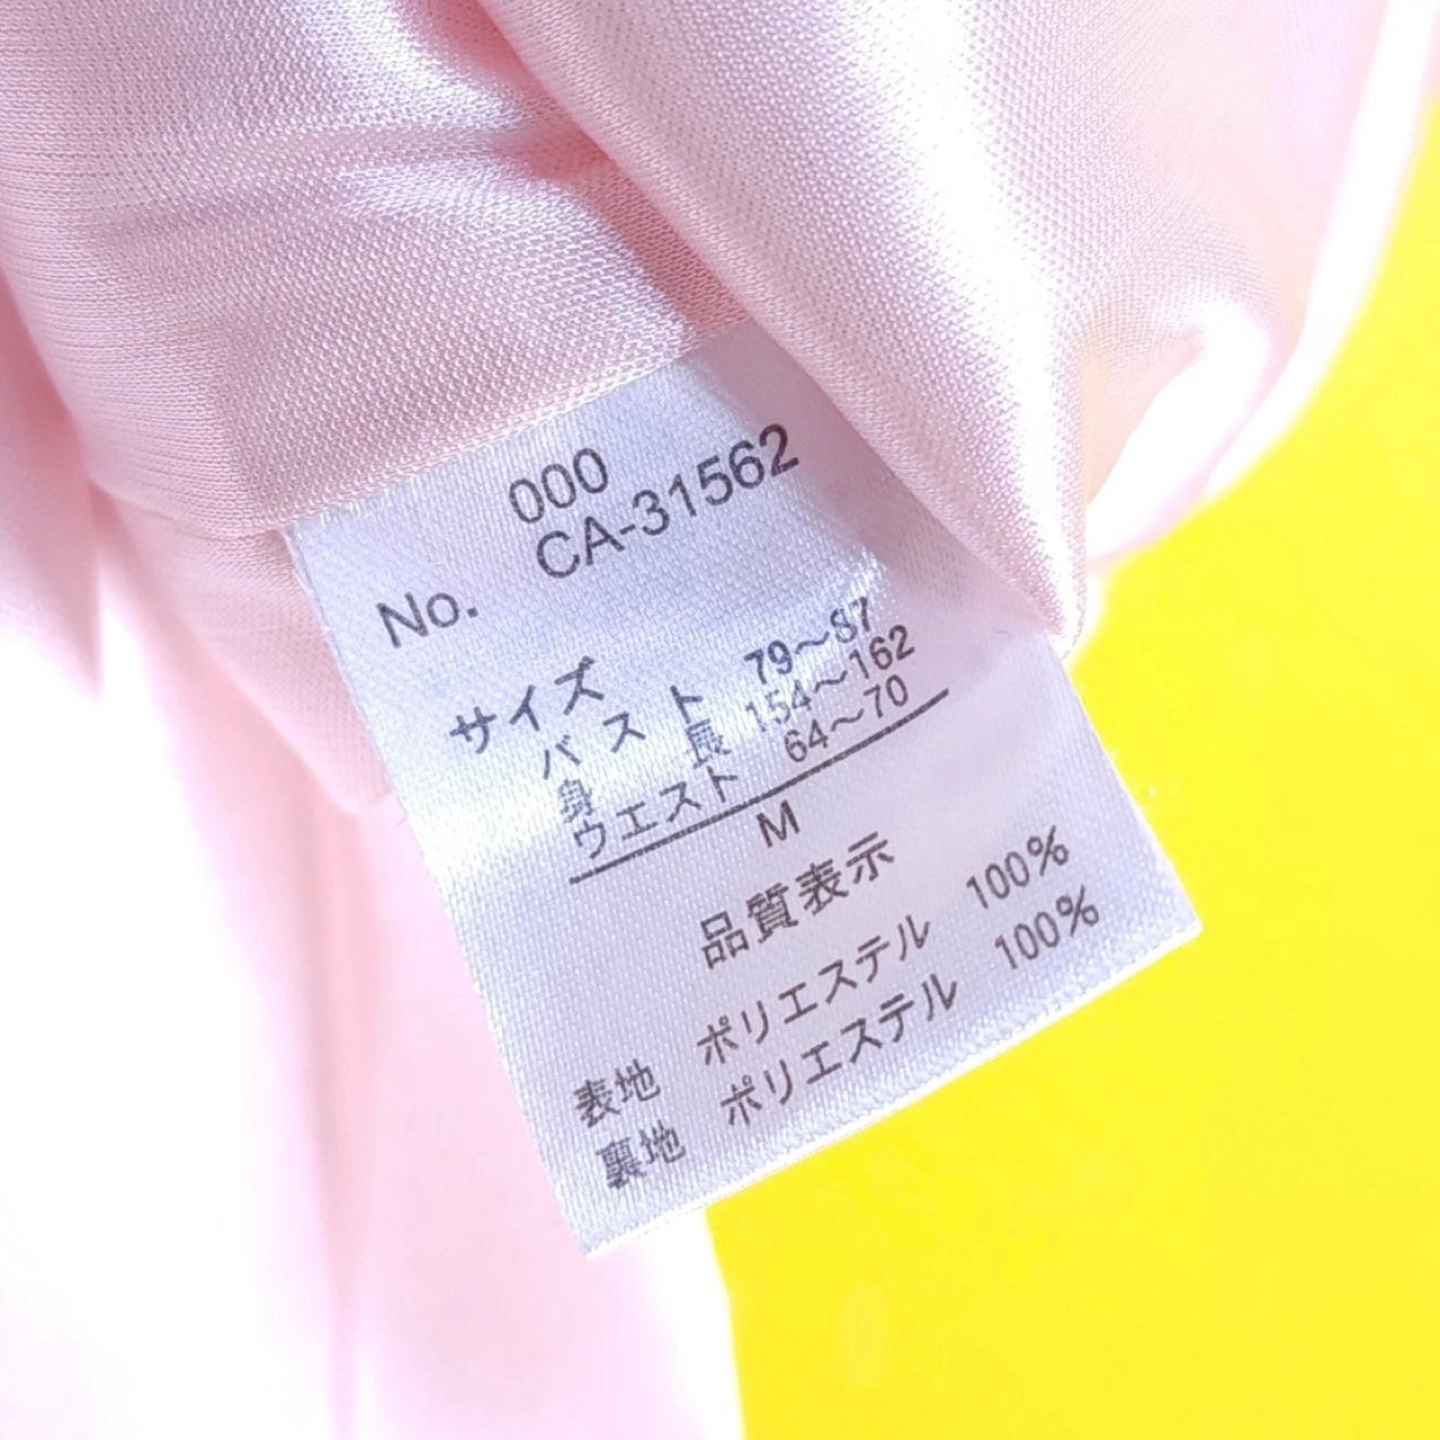 000
No. CA-31562
サイズ
バスト 79～87
身長 154～162
ウエスト 64～70
M
品質表示
表地 ポリエステル 100%
裏地 ポリエステル 100%